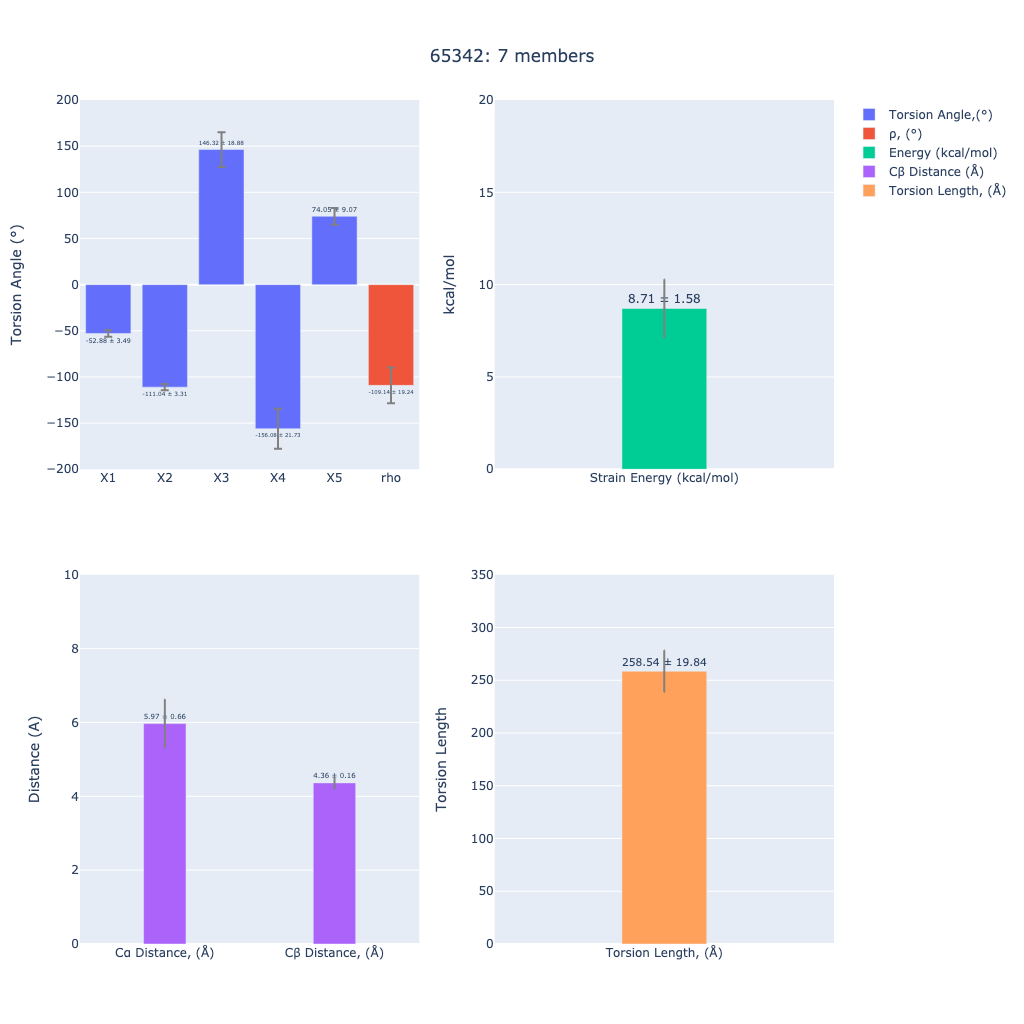 65342: 7 members
200
150
100
50
0
−50
−100
−150
−200
Torsion Angle (°)
146.32 ± 18.88
74.05 ± 9.07
-52.88 ± 3.49
-111.04 ± 3.31
-109.14 ± 19.24
-156.06 ± 21.73
X1 X2 X3 X4 X5 rho
20
15
10
5
0
kcal/mol
8.71 ± 1.58
Strain Energy (kcal/mol)
Torsion Angle,(°)
ρ, (°)
Energy (kcal/mol)
Cβ Distance (Å)
Torsion Length, (Å)
10
8
6
4
2
0
Distance (A)
5.97 ± 0.66
4.36 ± 0.16
Cα Distance, (Å) Cβ Distance, (Å)
350
300
250
200
150
100
50
0
Torsion Length
258.54 ± 19.84
Torsion Length, (Å)